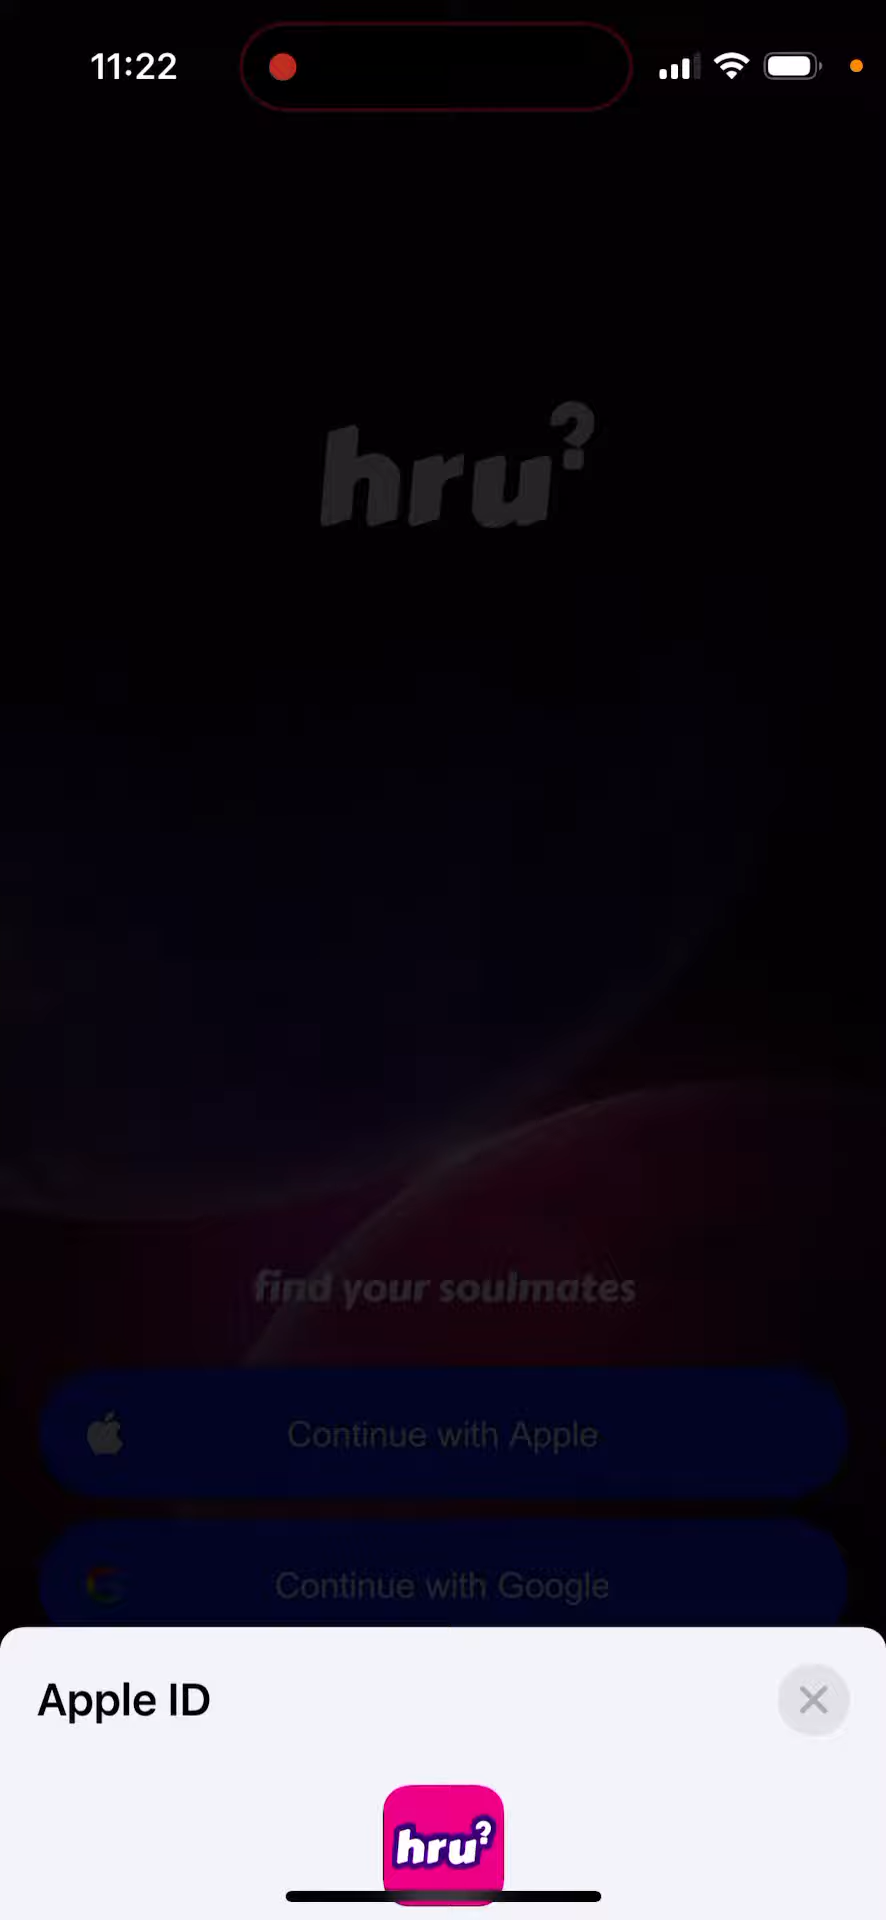 11:22
hru?
find your soulmates
Continue with Apple
Continue with Google
Apple ID
hru?